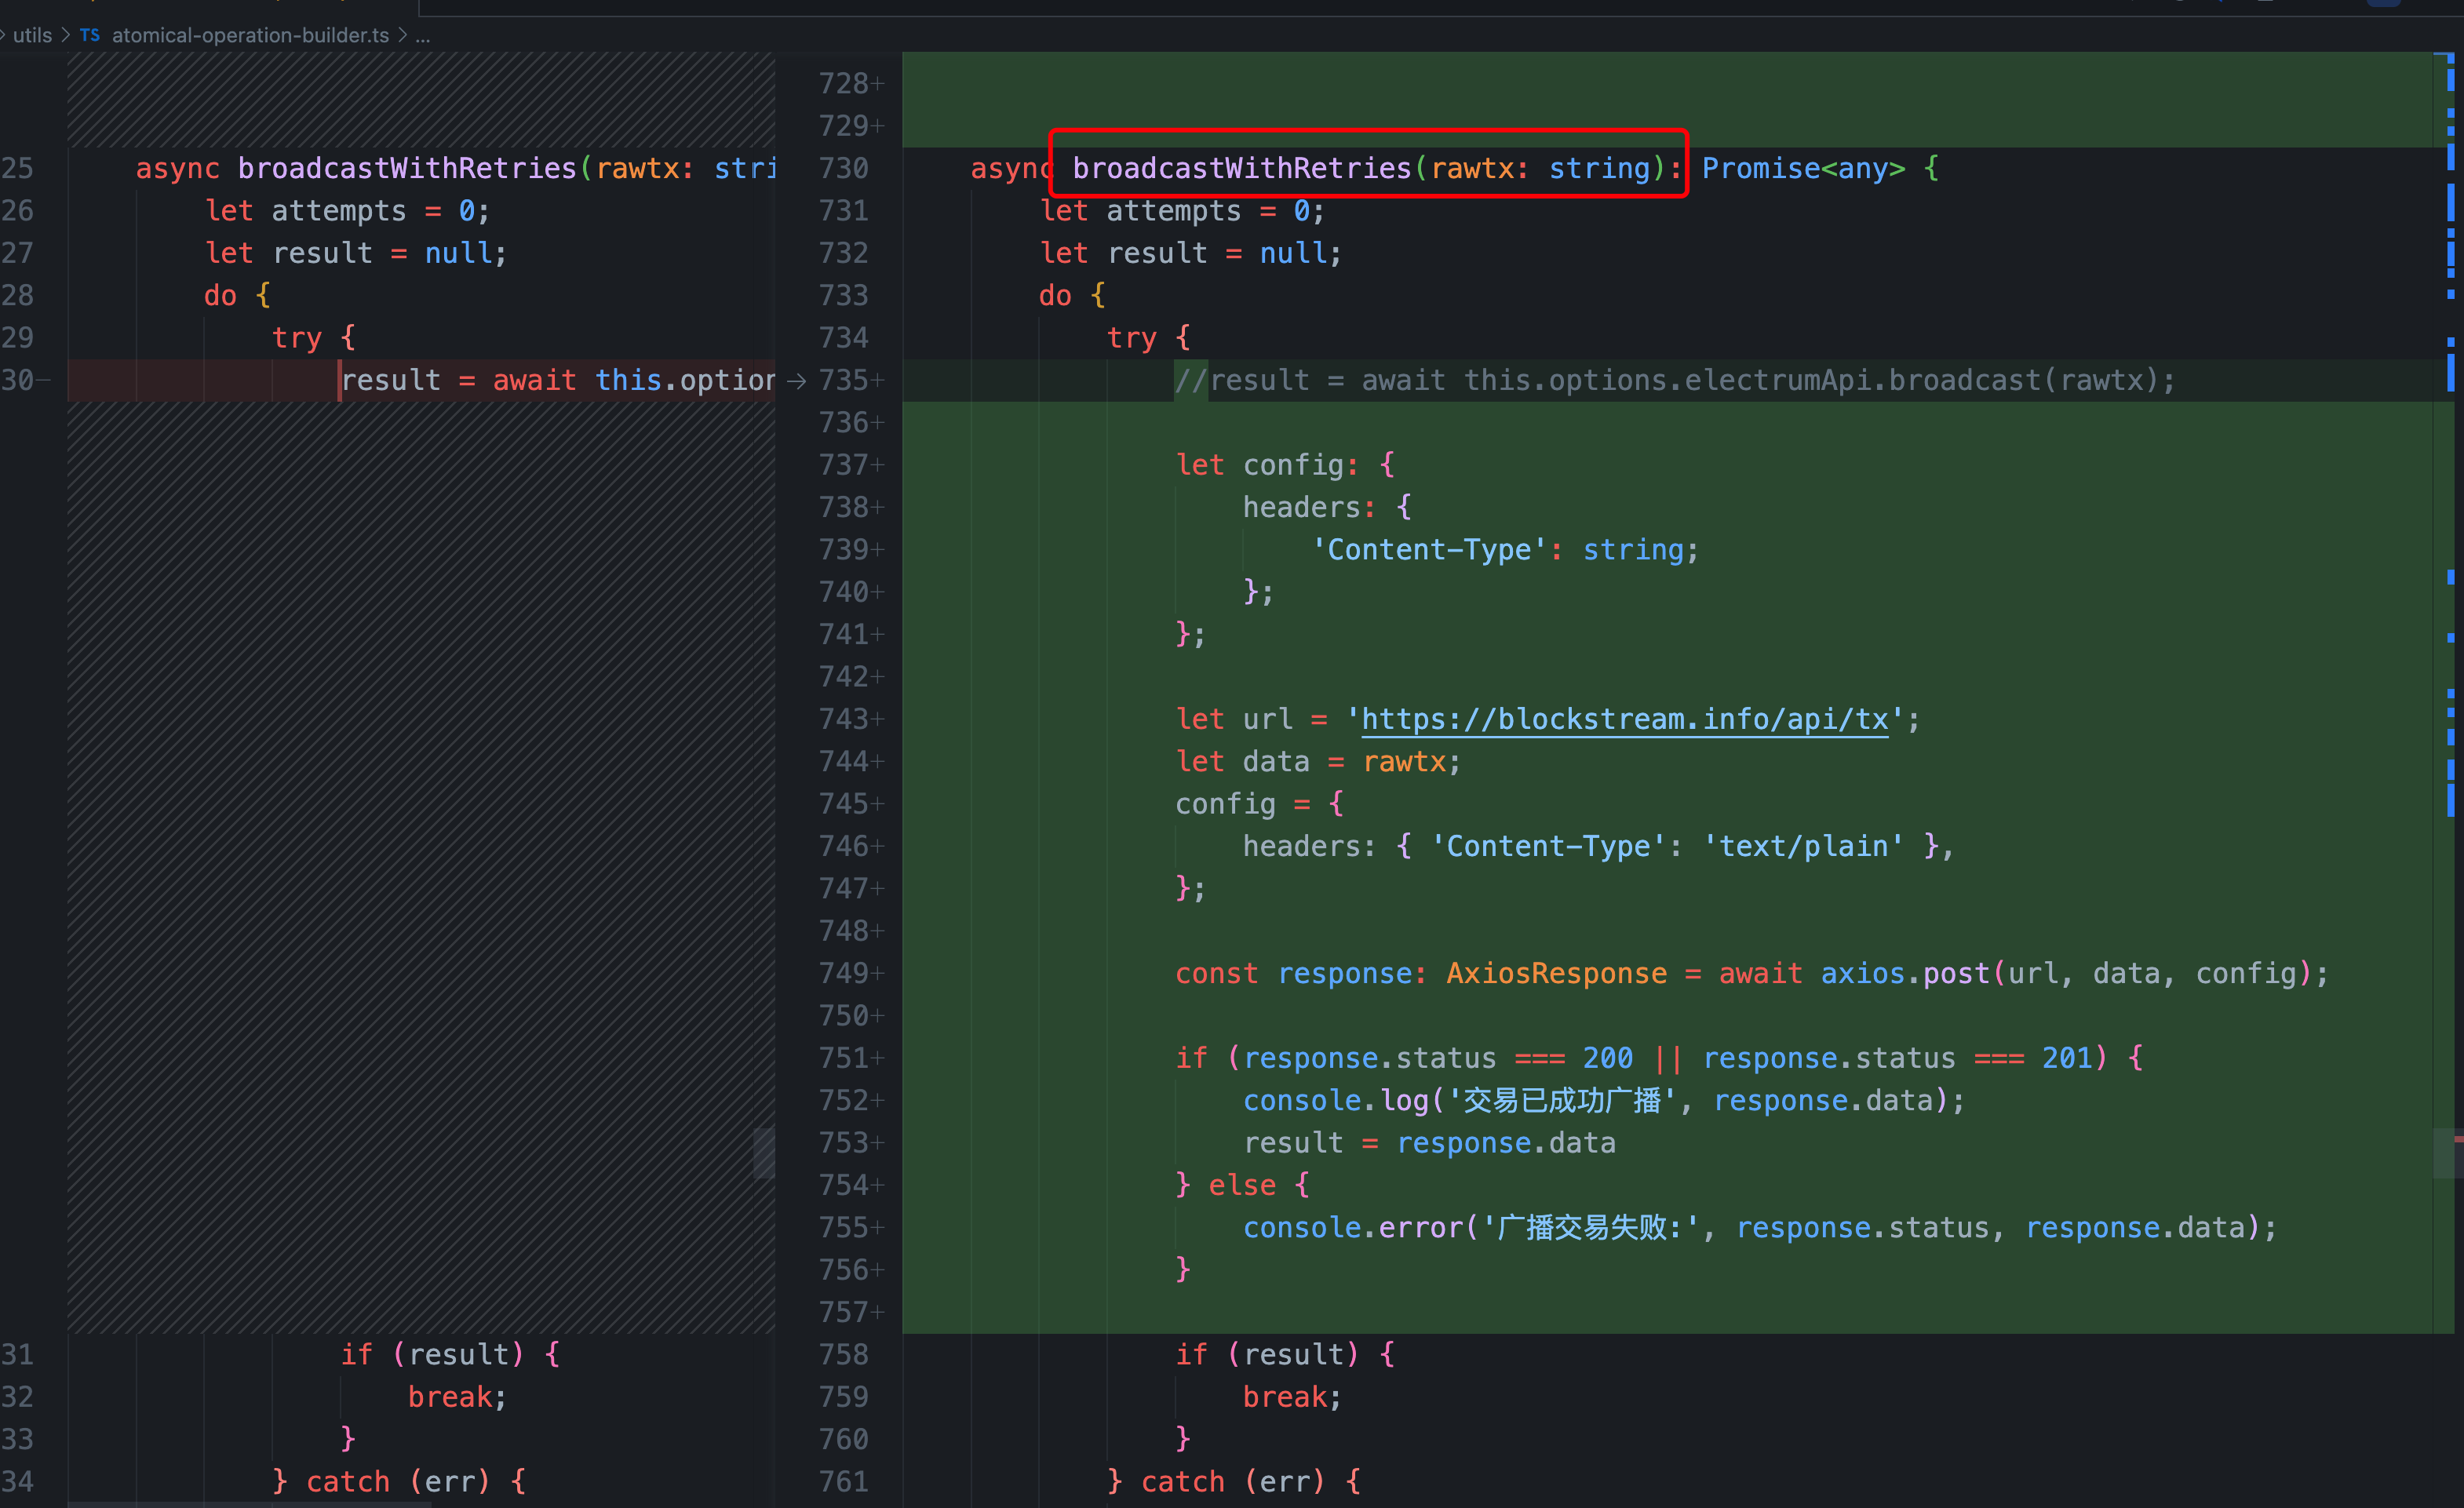 utils > TS atomical-operation-builder.ts > ...
728+
729+
25 async broadcastWithRetries(rawtx: stri
26 let attempts = 0;
27 let result = null;
28 do {
29 try {
30— result = await this.option
31 if (result) {
32 break;
33 }
34 } catch (err) {
730 async broadcastWithRetries(rawtx: string): Promise<any> {
731 let attempts = 0;
732 let result = null;
733 do {
734 try {
→ 735+ //result = await this.options.electrumApi.broadcast(rawtx);
736+
737+ let config: {
738+ headers: {
739+ 'Content-Type': string;
740+ };
741+ };
742+
743+ let url = 'https://blockstream.info/api/tx';
744+ let data = rawtx;
745+ config = {
746+ headers: { 'Content-Type': 'text/plain' },
747+ };
748+
749+ const response: AxiosResponse = await axios.post(url, data, config);
750+
751+ if (response.status === 200 || response.status === 201) {
752+ console.log('交易已成功广播', response.data);
753+ result = response.data
754+ } else {
755+ console.error('广播交易失败:', response.status, response.data);
756+ }
757+
758 if (result) {
759 break;
760 }
761 } catch (err) {